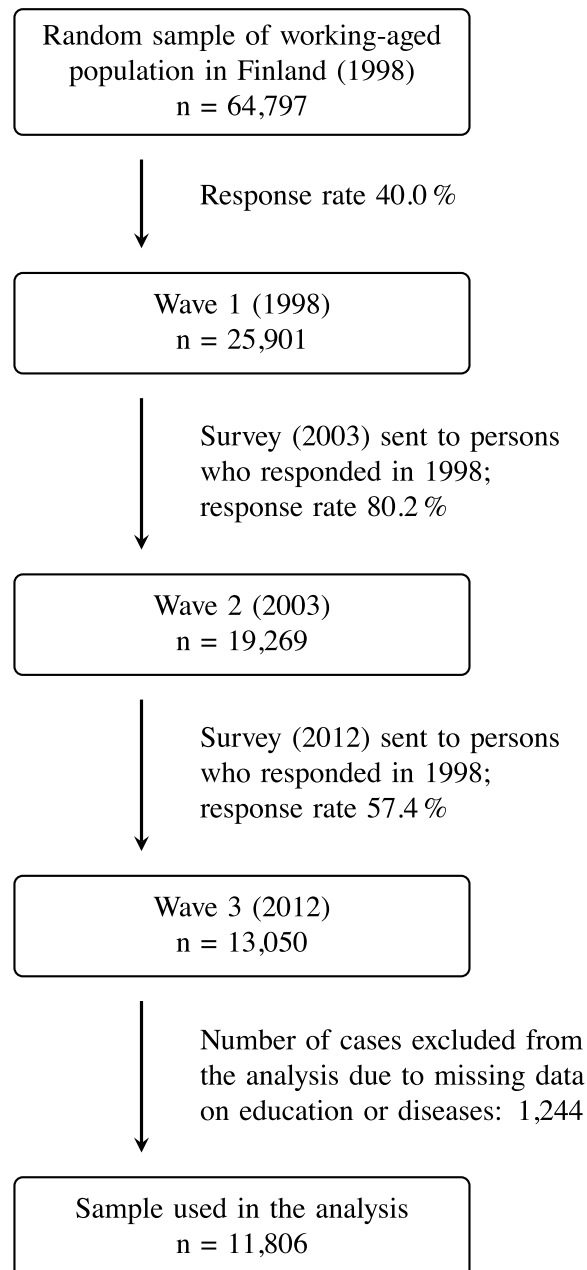 Random sample of working-aged
population in Finland (1998)
n = 64,797
Response rate 40.0 %
Wave 1 (1998)
n = 25,901
Survey (2003) sent to persons
who responded in 1998;
response rate 80.2 %
Wave 2 (2003)
n = 19,269
Survey (2012) sent to persons
who responded in 1998;
response rate 57.4 %
Wave 3 (2012)
n = 13,050
Number of cases excluded from
the analysis due to missing data
on education or diseases: 1,244
Sample used in the analysis
n = 11,806